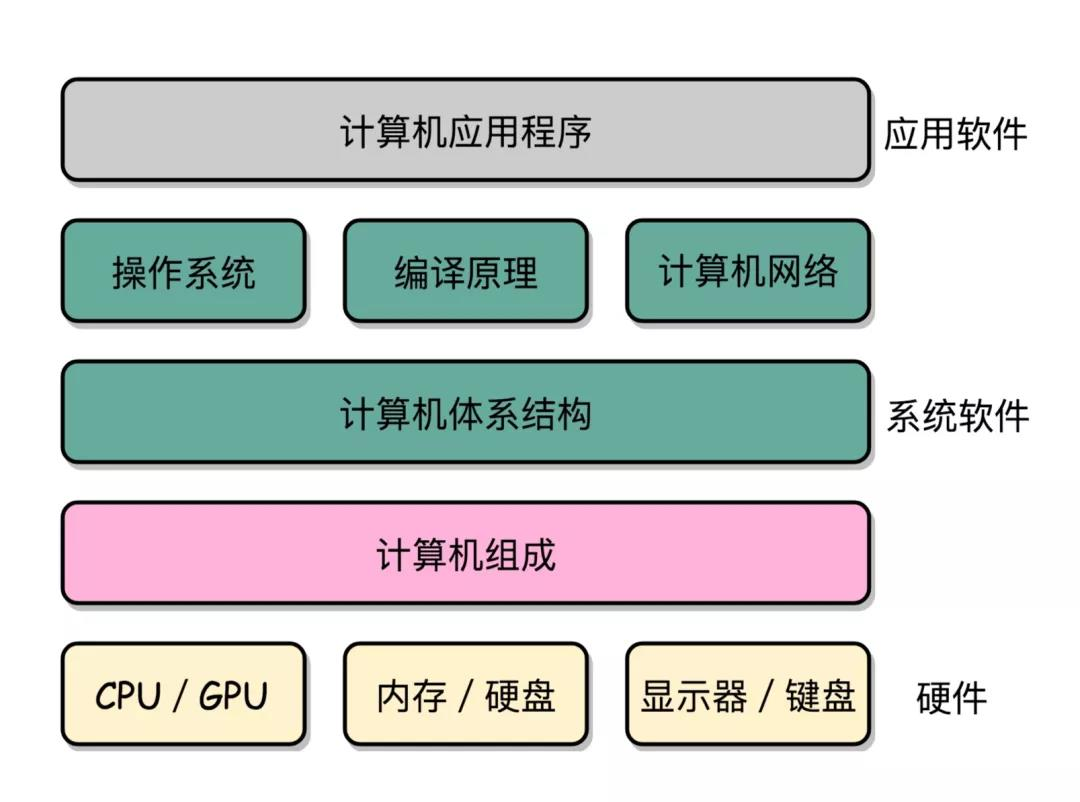 计算机应用程序 应用软件
操作系统 编译原理 计算机网络
计算机体系结构 系统软件
计算机组成
CPU / GPU 内存 / 硬盘 显示器 / 键盘 硬件